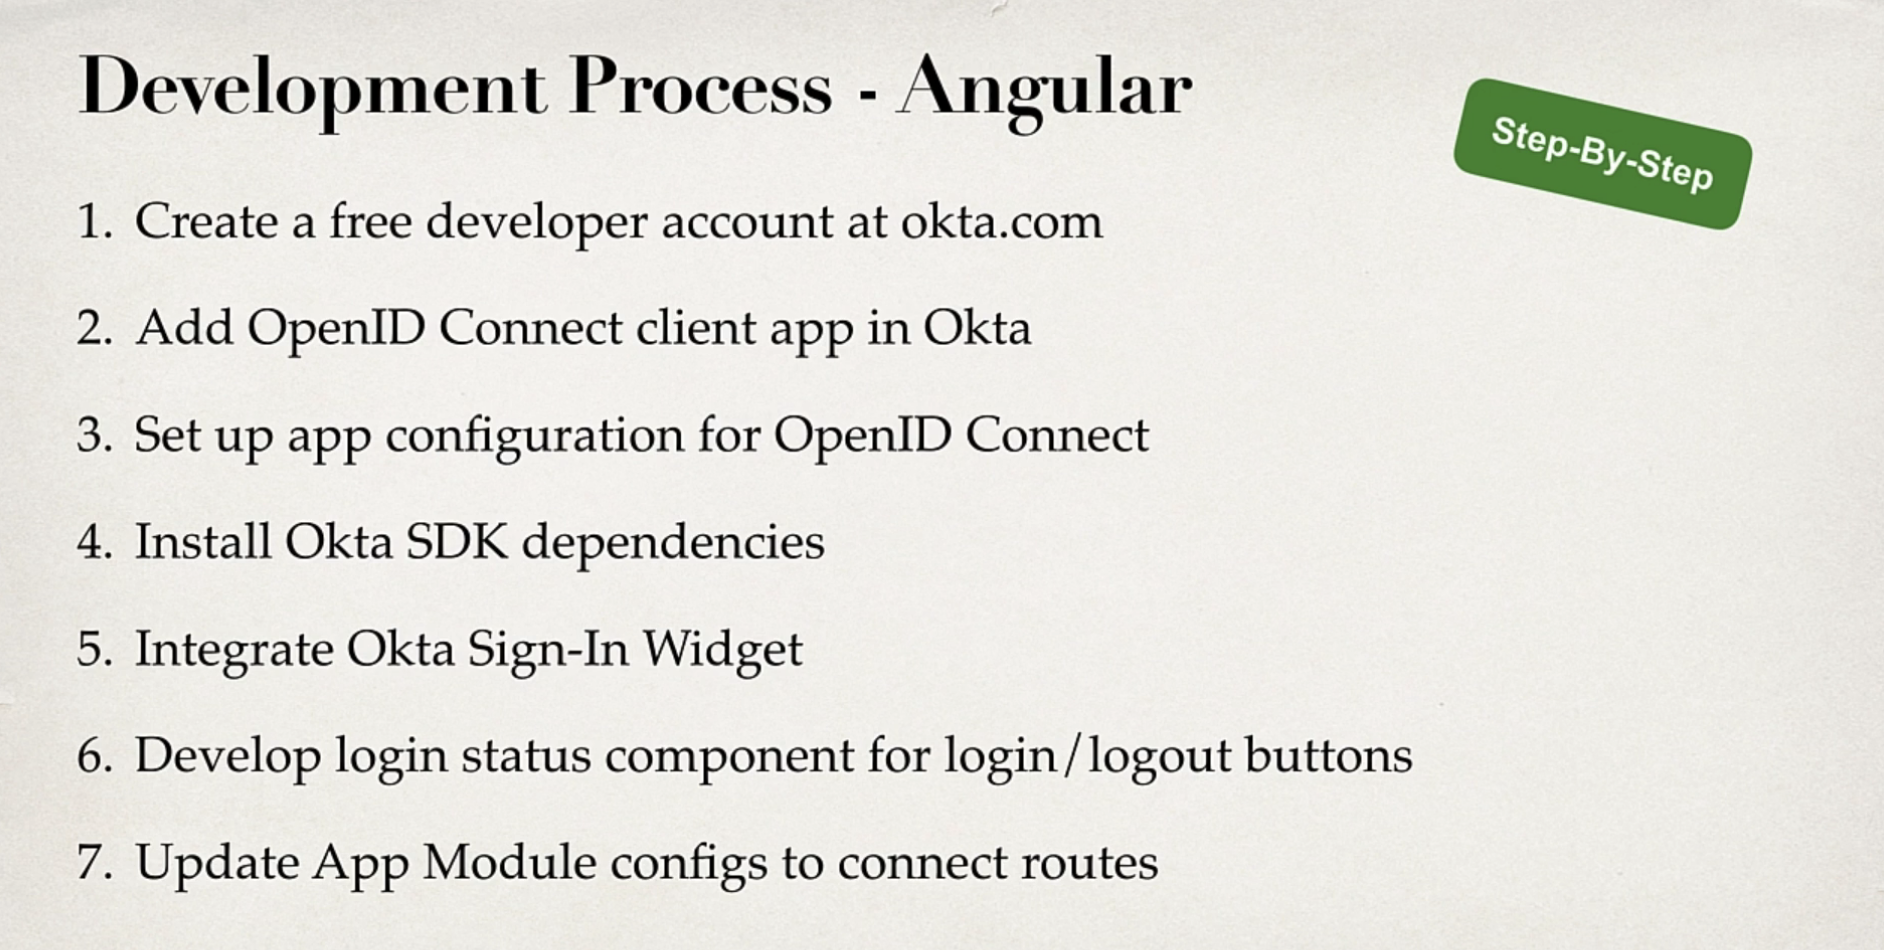 Development Process - Angular
Step-By-Step
1. Create a free developer account at okta.com
2. Add OpenID Connect client app in Okta
3. Set up app configuration for OpenID Connect
4. Install Okta SDK dependencies
5. Integrate Okta Sign-In Widget
6. Develop login status component for login/logout buttons
7. Update App Module configs to connect routes